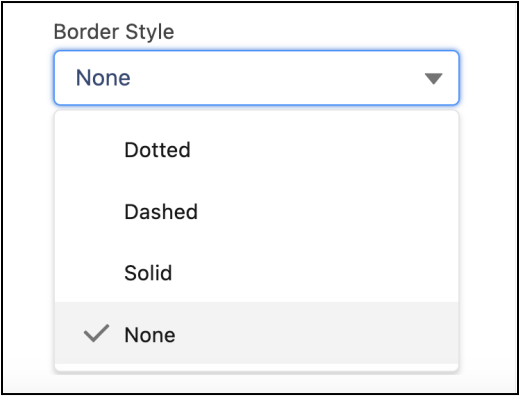 Border Style
None
Dotted
Dashed
Solid
None